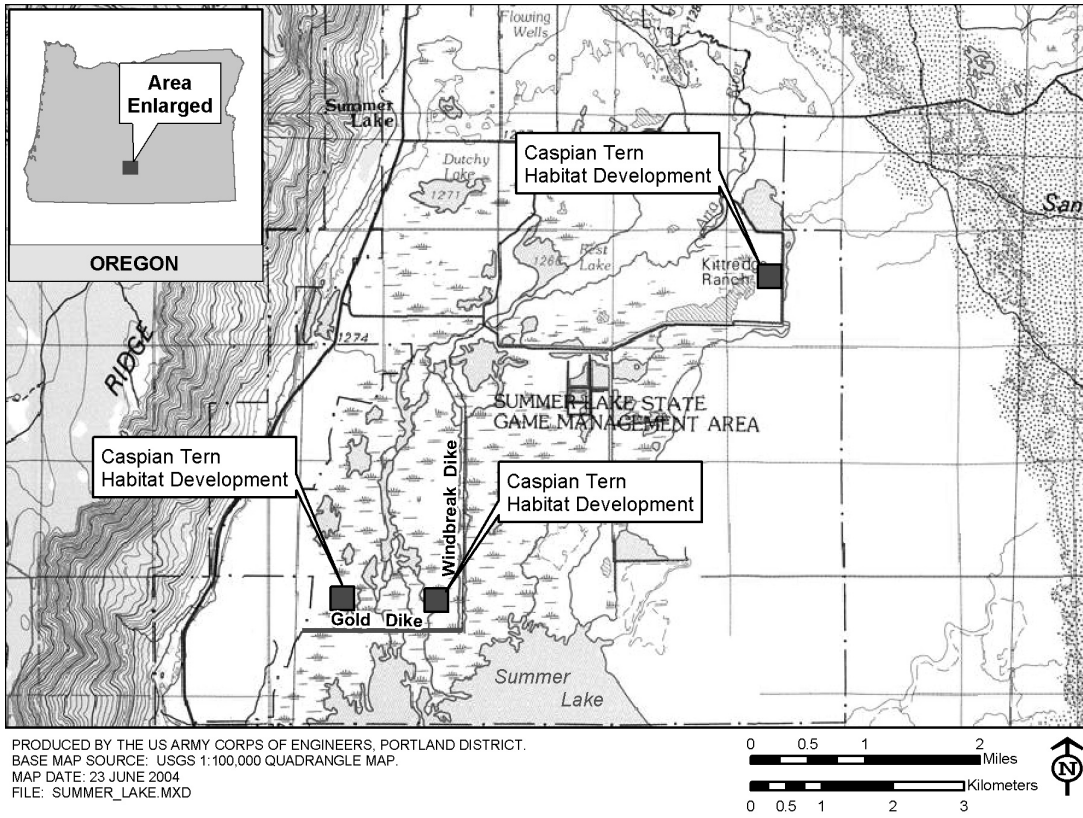 Area
Enlarged
OREGON
Flowing
Wells
Summer
Lake
Dutchy
Lake
1271
Caspian Tern
Habitat Development
River
Ana
Rest
Lake
1266
Kittredge
Ranch
San
RIDGE
1274
SUMMER LAKE STATE
GAME MANAGEMENT AREA
Caspian Tern
Habitat Development
Windbreak Dike
Caspian Tern
Habitat Development
Gold Dike
Summer
Lake
PRODUCED BY THE US ARMY CORPS OF ENGINEERS, PORTLAND DISTRICT.
BASE MAP SOURCE: USGS 1:100,000 QUADRANGLE MAP.
MAP DATE: 23 JUNE 2004
FILE: SUMMER_LAKE.MXD
0 0.5 1 2
Miles
Kilometers
0 0.5 1 2 3
N